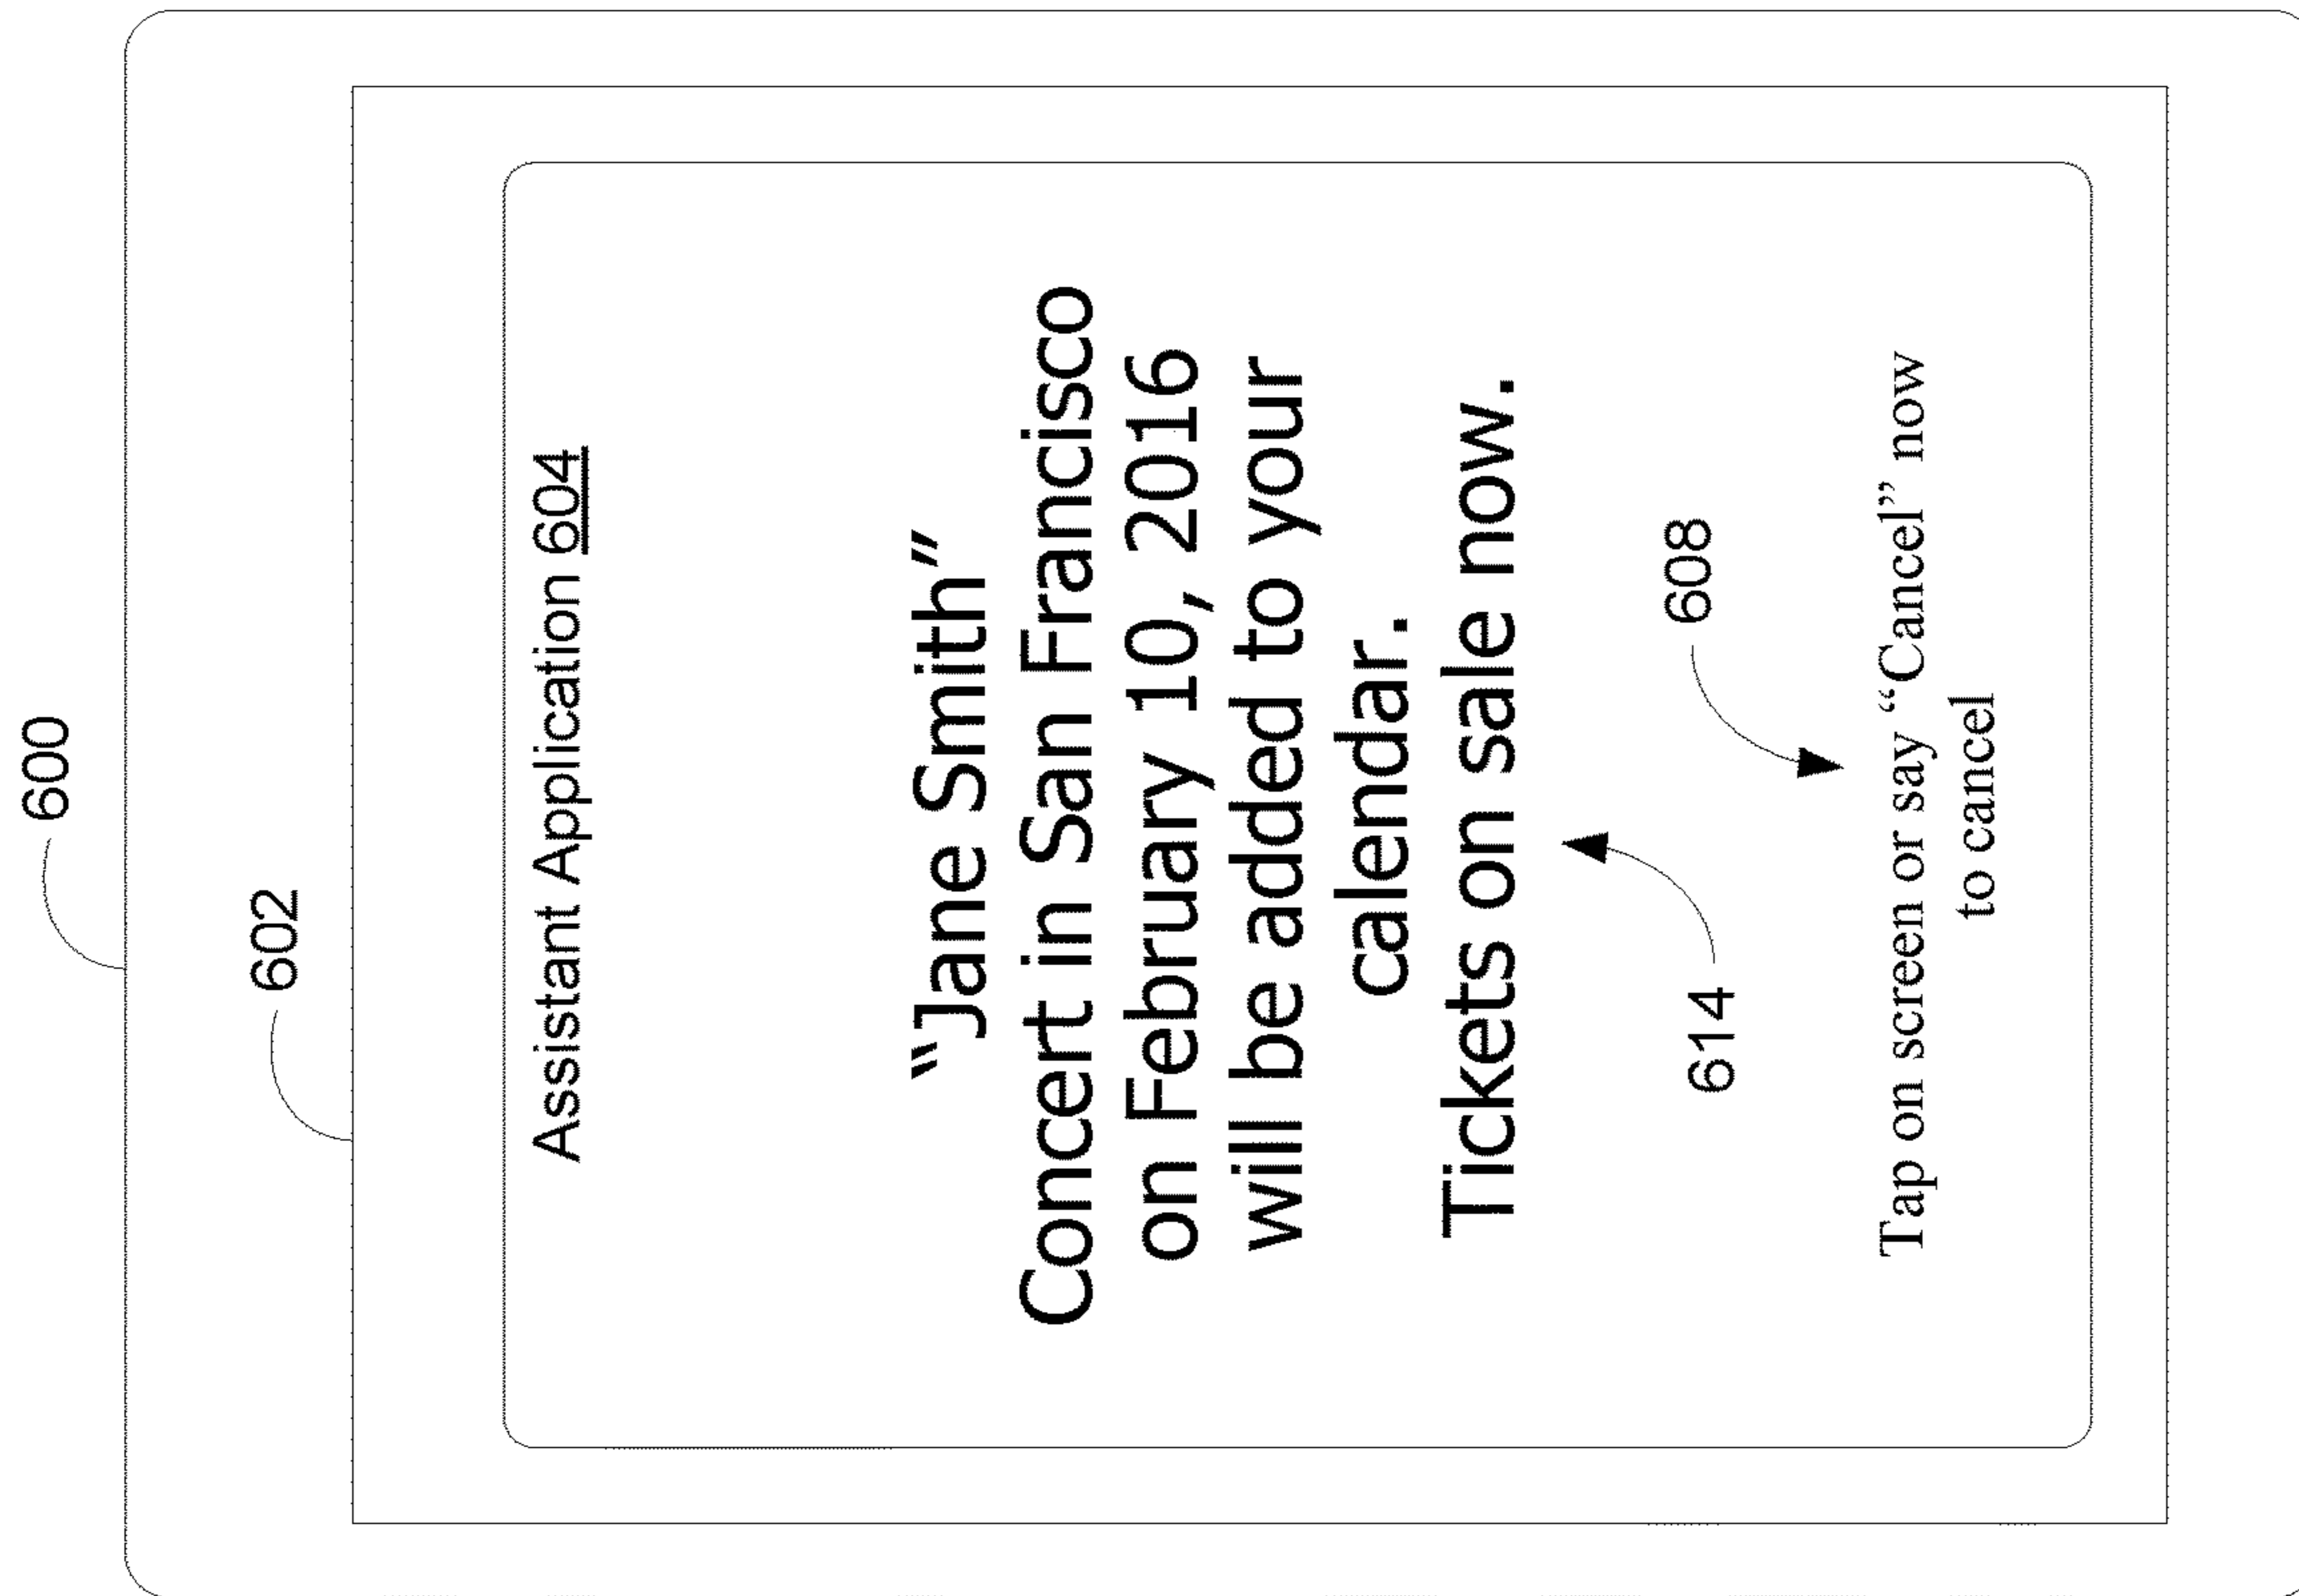 600
602
Assistant Application 604
“Jane Smith”
Concert in San Francisco
on February 10, 2016
will be added to your
calendar.
Tickets on sale now.
614
608
Tap on screen or say “Cancel” now
to cancel